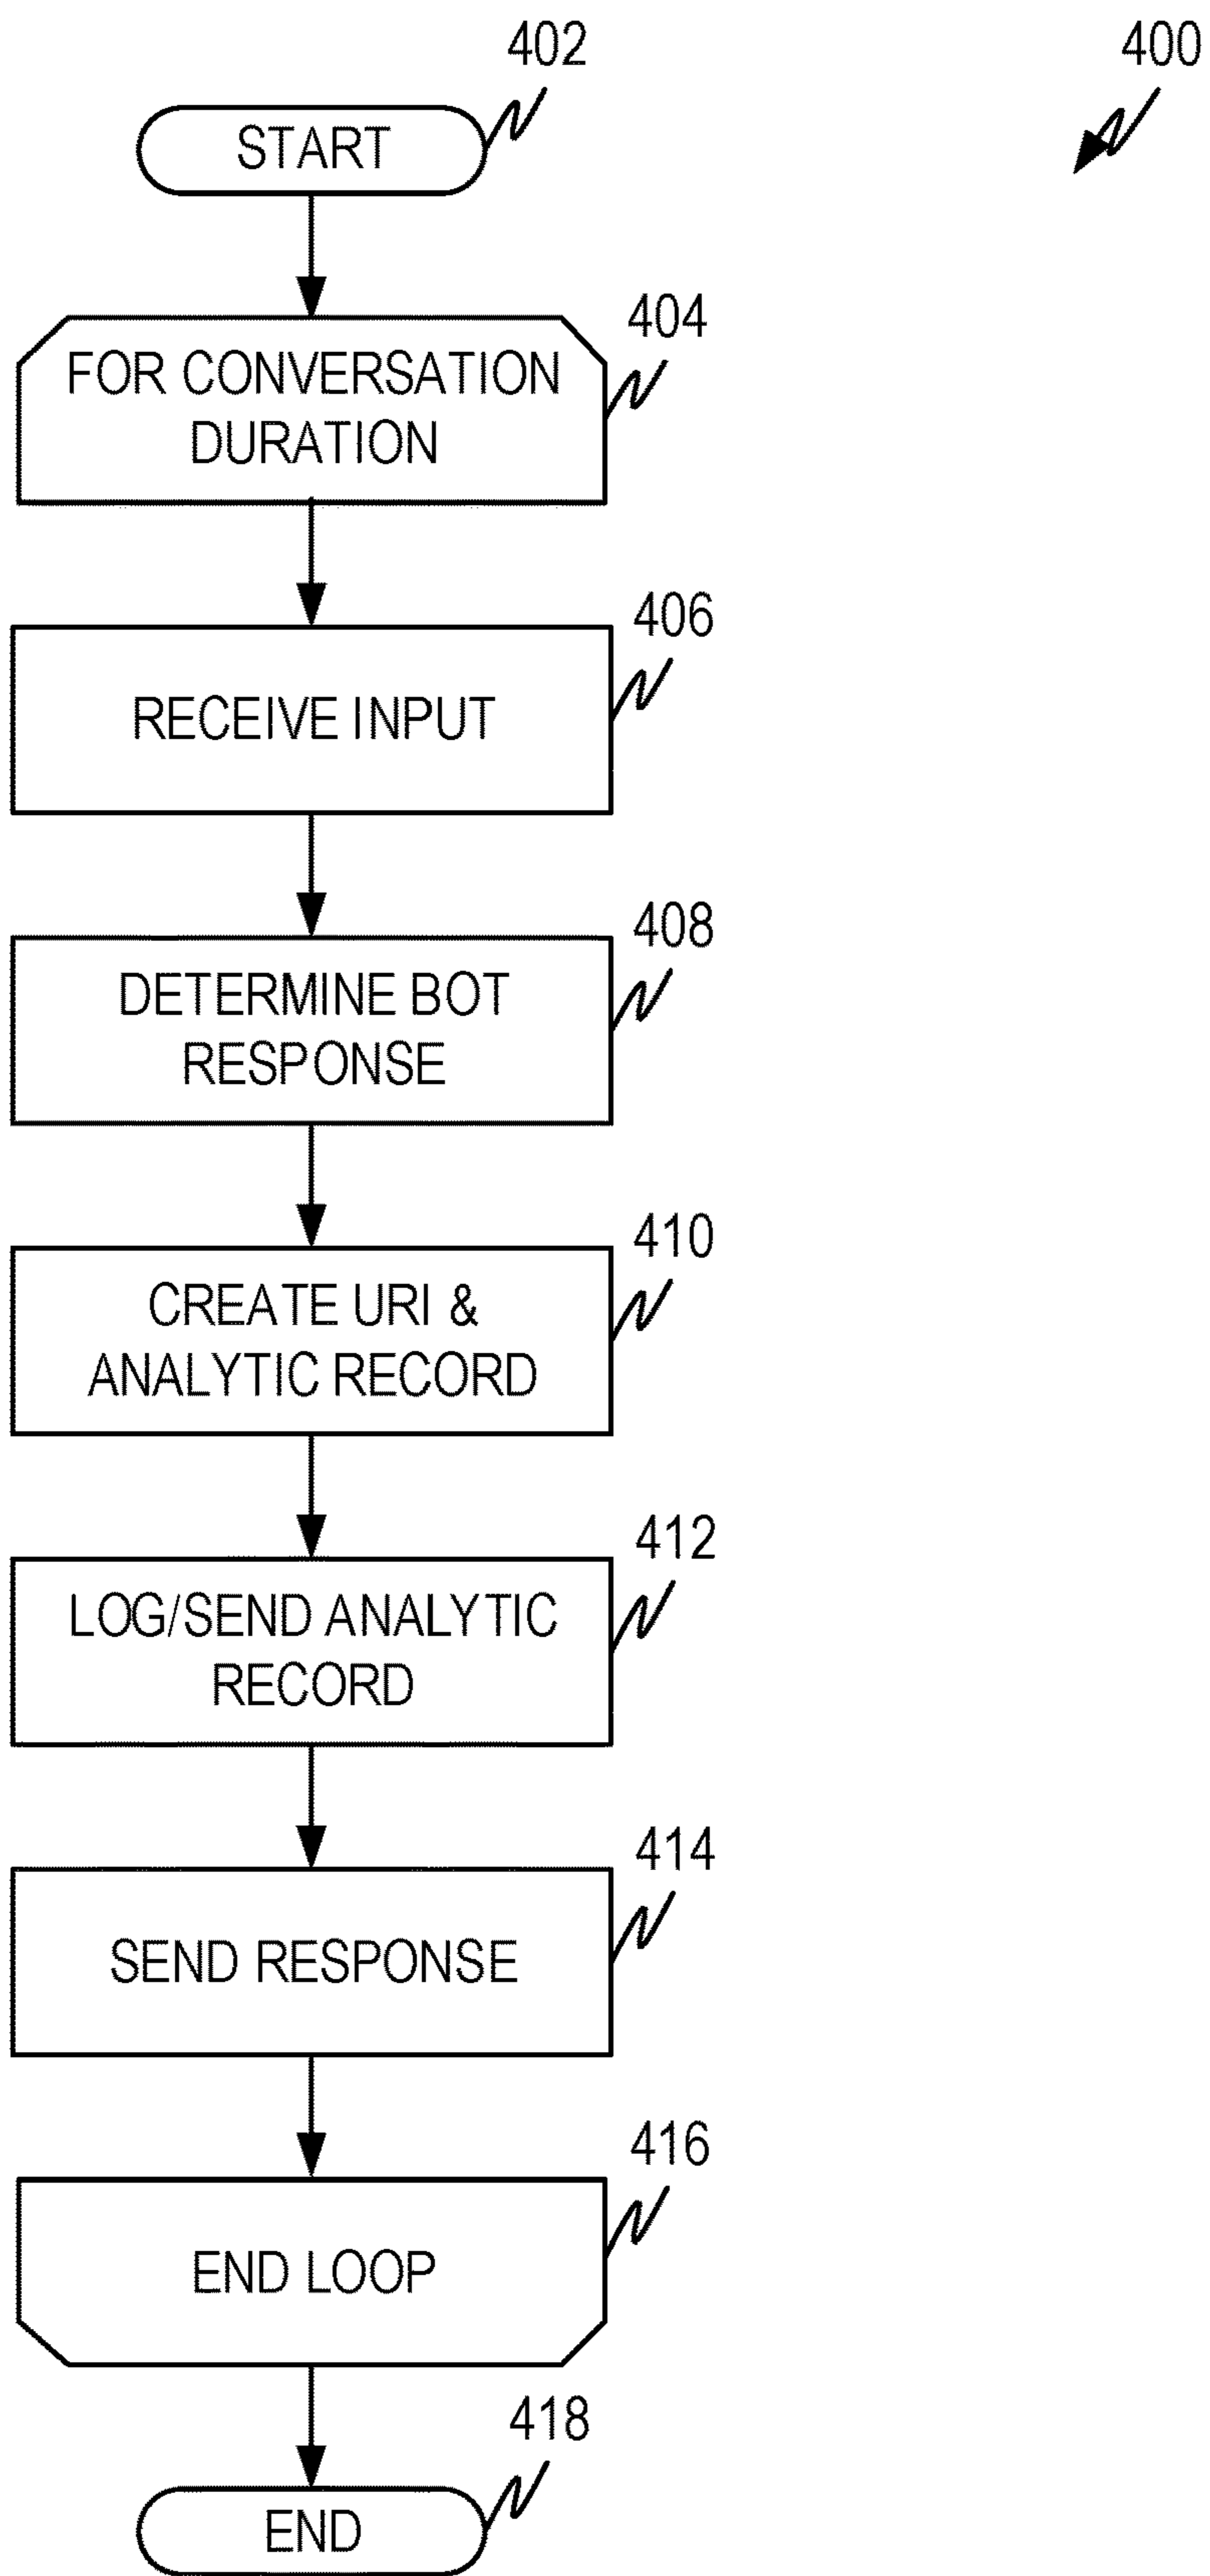 402
400
START
404
FOR CONVERSATION
DURATION
406
RECEIVE INPUT
408
DETERMINE BOT
RESPONSE
410
CREATE URI &
ANALYTIC RECORD
412
LOG/SEND ANALYTIC
RECORD
414
SEND RESPONSE
416
END LOOP
418
END